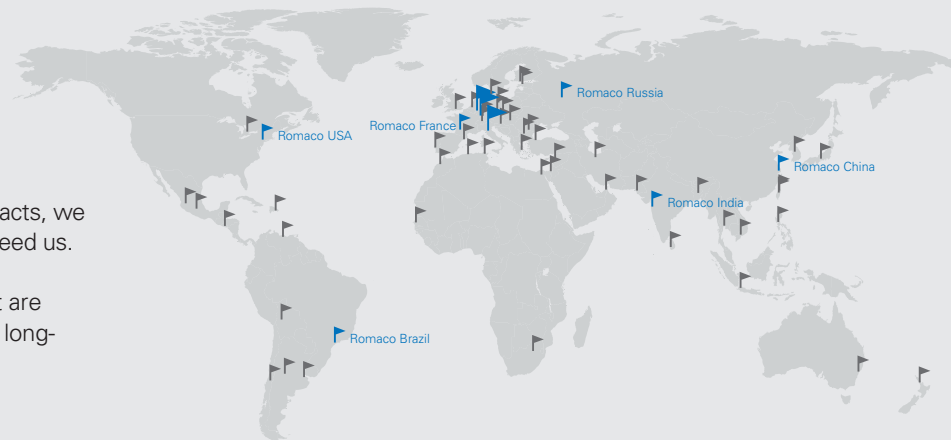 acts, we
eed us.
t are
long-
Romaco Russia
Romaco France
Romaco USA
Romaco China
Romaco India
Romaco Brazil